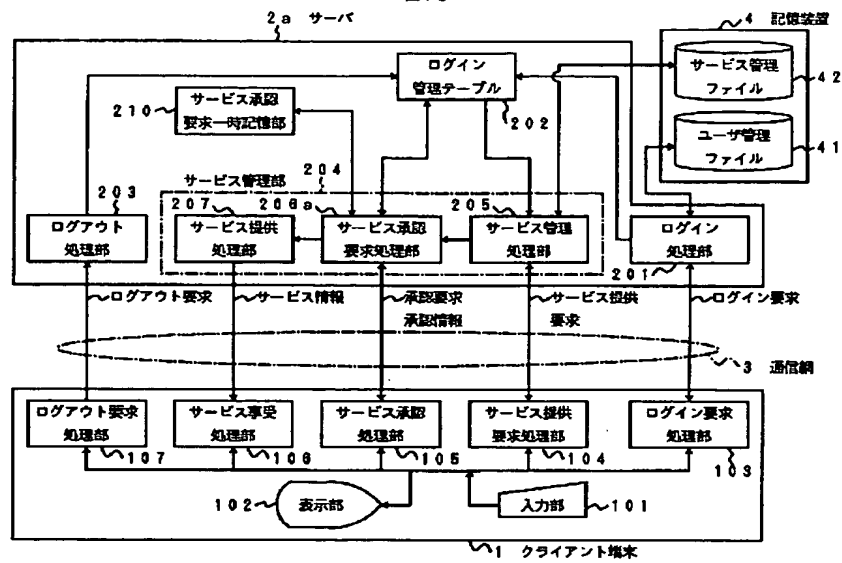 2a サーバ
4 記憶装置
ログイン
管理テーブル
202
サービス管理
ファイル
42
ユーザ管理
ファイル
41
210
サービス承認
要求一時記憶部
サービス管理部
204
203
ログアウト
処理部
207
サービス提供
処理部
206a
サービス承認
要求処理部
205
サービス管理
処理部
ログイン
処理部
201
ログアウト要求
サービス情報
承認要求
承認情報
サービス提供
要求
ログイン要求
3 通信網
ログアウト要求
処理部
107
サービス享受
処理部
106
サービス承認
処理部
105
サービス提供
要求処理部
104
ログイン要求
処理部
103
102
表示部
入力部
101
1 クライアント端末